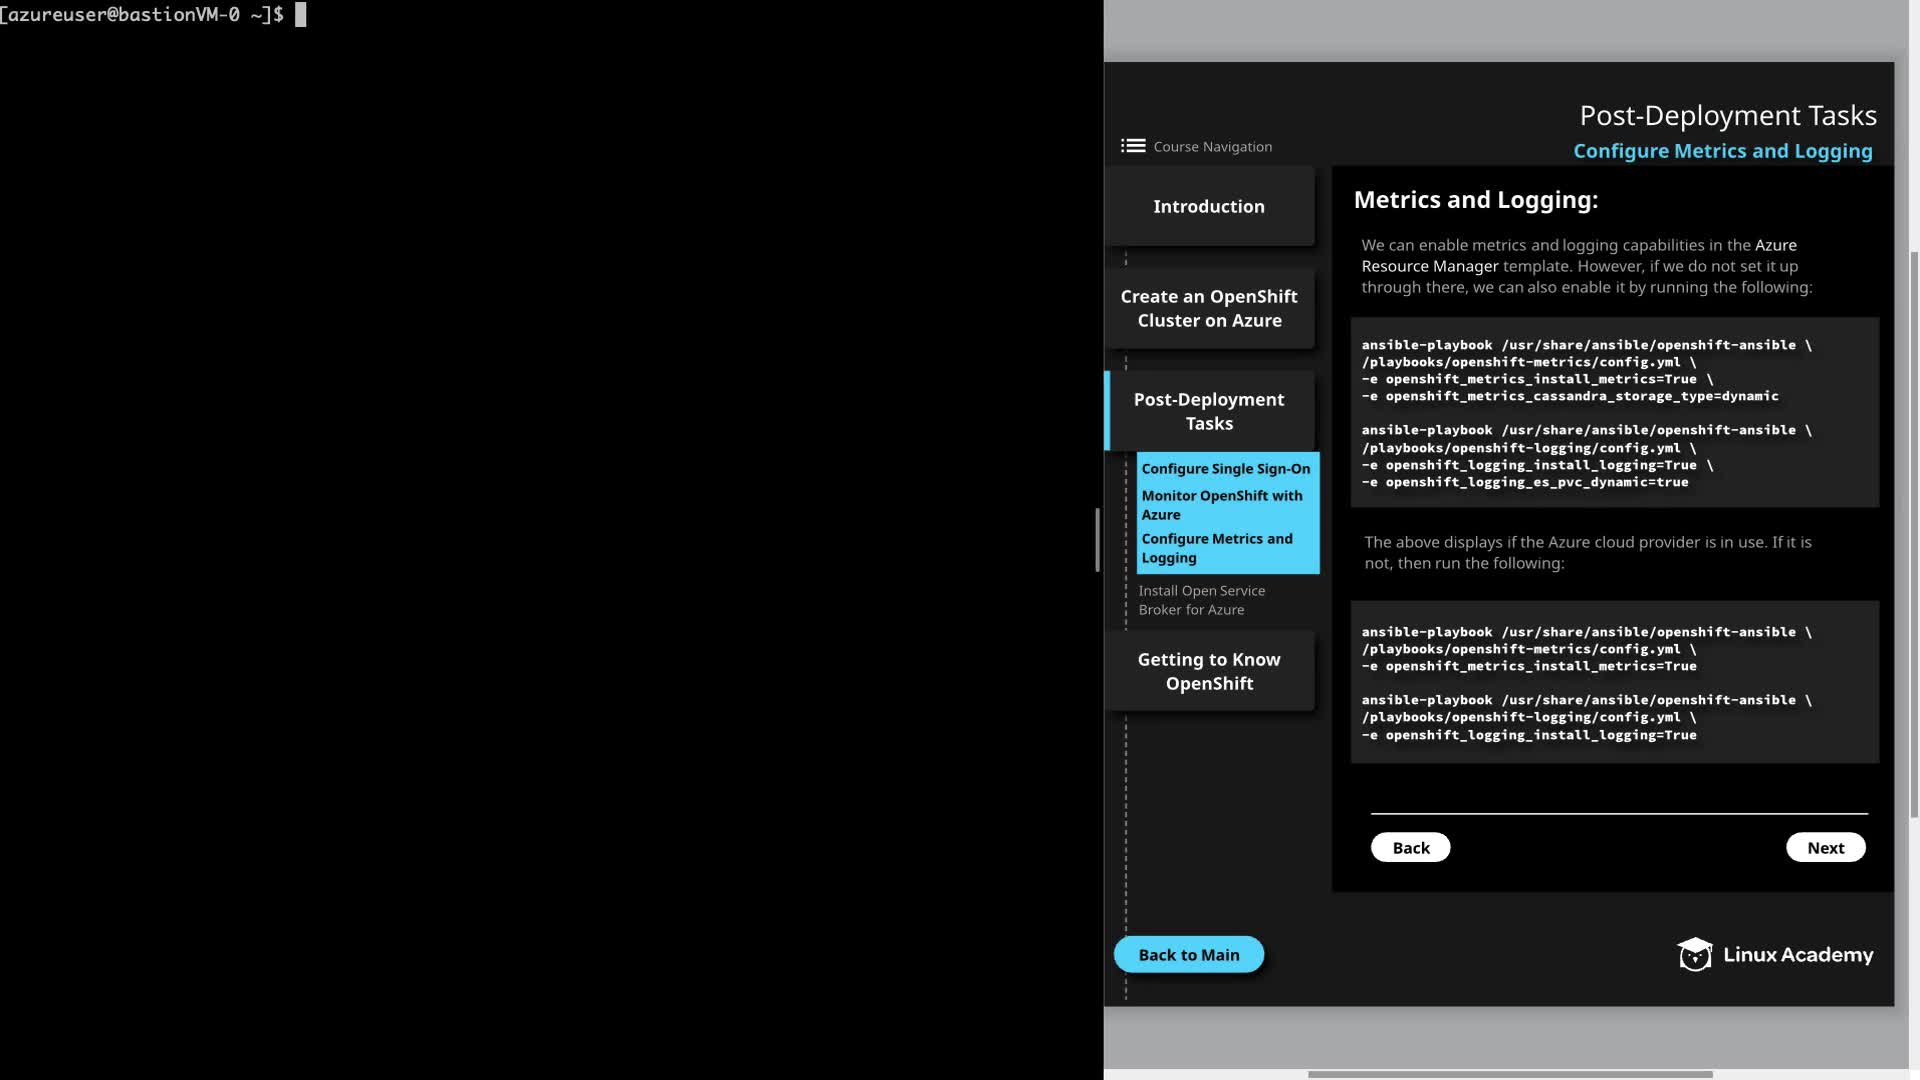 [azureuser@bastionVM-0 ~]$
Post-Deployment Tasks
Course Navigation
Configure Metrics and Logging
Introduction
Create an OpenShift
Cluster on Azure
Post-Deployment
Tasks
Configure Single Sign-On
Monitor OpenShift with
Azure
Configure Metrics and
Logging
Install Open Service
Broker for Azure
Getting to Know
OpenShift
Back to Main
Metrics and Logging:
We can enable metrics and logging capabilities in the Azure
Resource Manager template. However, if we do not set it up
through there, we can also enable it by running the following:
ansible-playbook /usr/share/ansible/openshift-ansible \
/playbooks/openshift-metrics/config.yml \
-e openshift_metrics_install_metrics=True \
-e openshift_metrics_cassandra_storage_type=dynamic
ansible-playbook /usr/share/ansible/openshift-ansible \
/playbooks/openshift-logging/config.yml \
-e openshift_logging_install_logging=True \
-e openshift_logging_es_pvc_dynamic=true
The above displays if the Azure cloud provider is in use. If it is
not, then run the following:
ansible-playbook /usr/share/ansible/openshift-ansible \
/playbooks/openshift-metrics/config.yml \
-e openshift_metrics_install_metrics=True
ansible-playbook /usr/share/ansible/openshift-ansible \
/playbooks/openshift-logging/config.yml \
-e openshift_logging_install_logging=True
Back
Next
Linux Academy